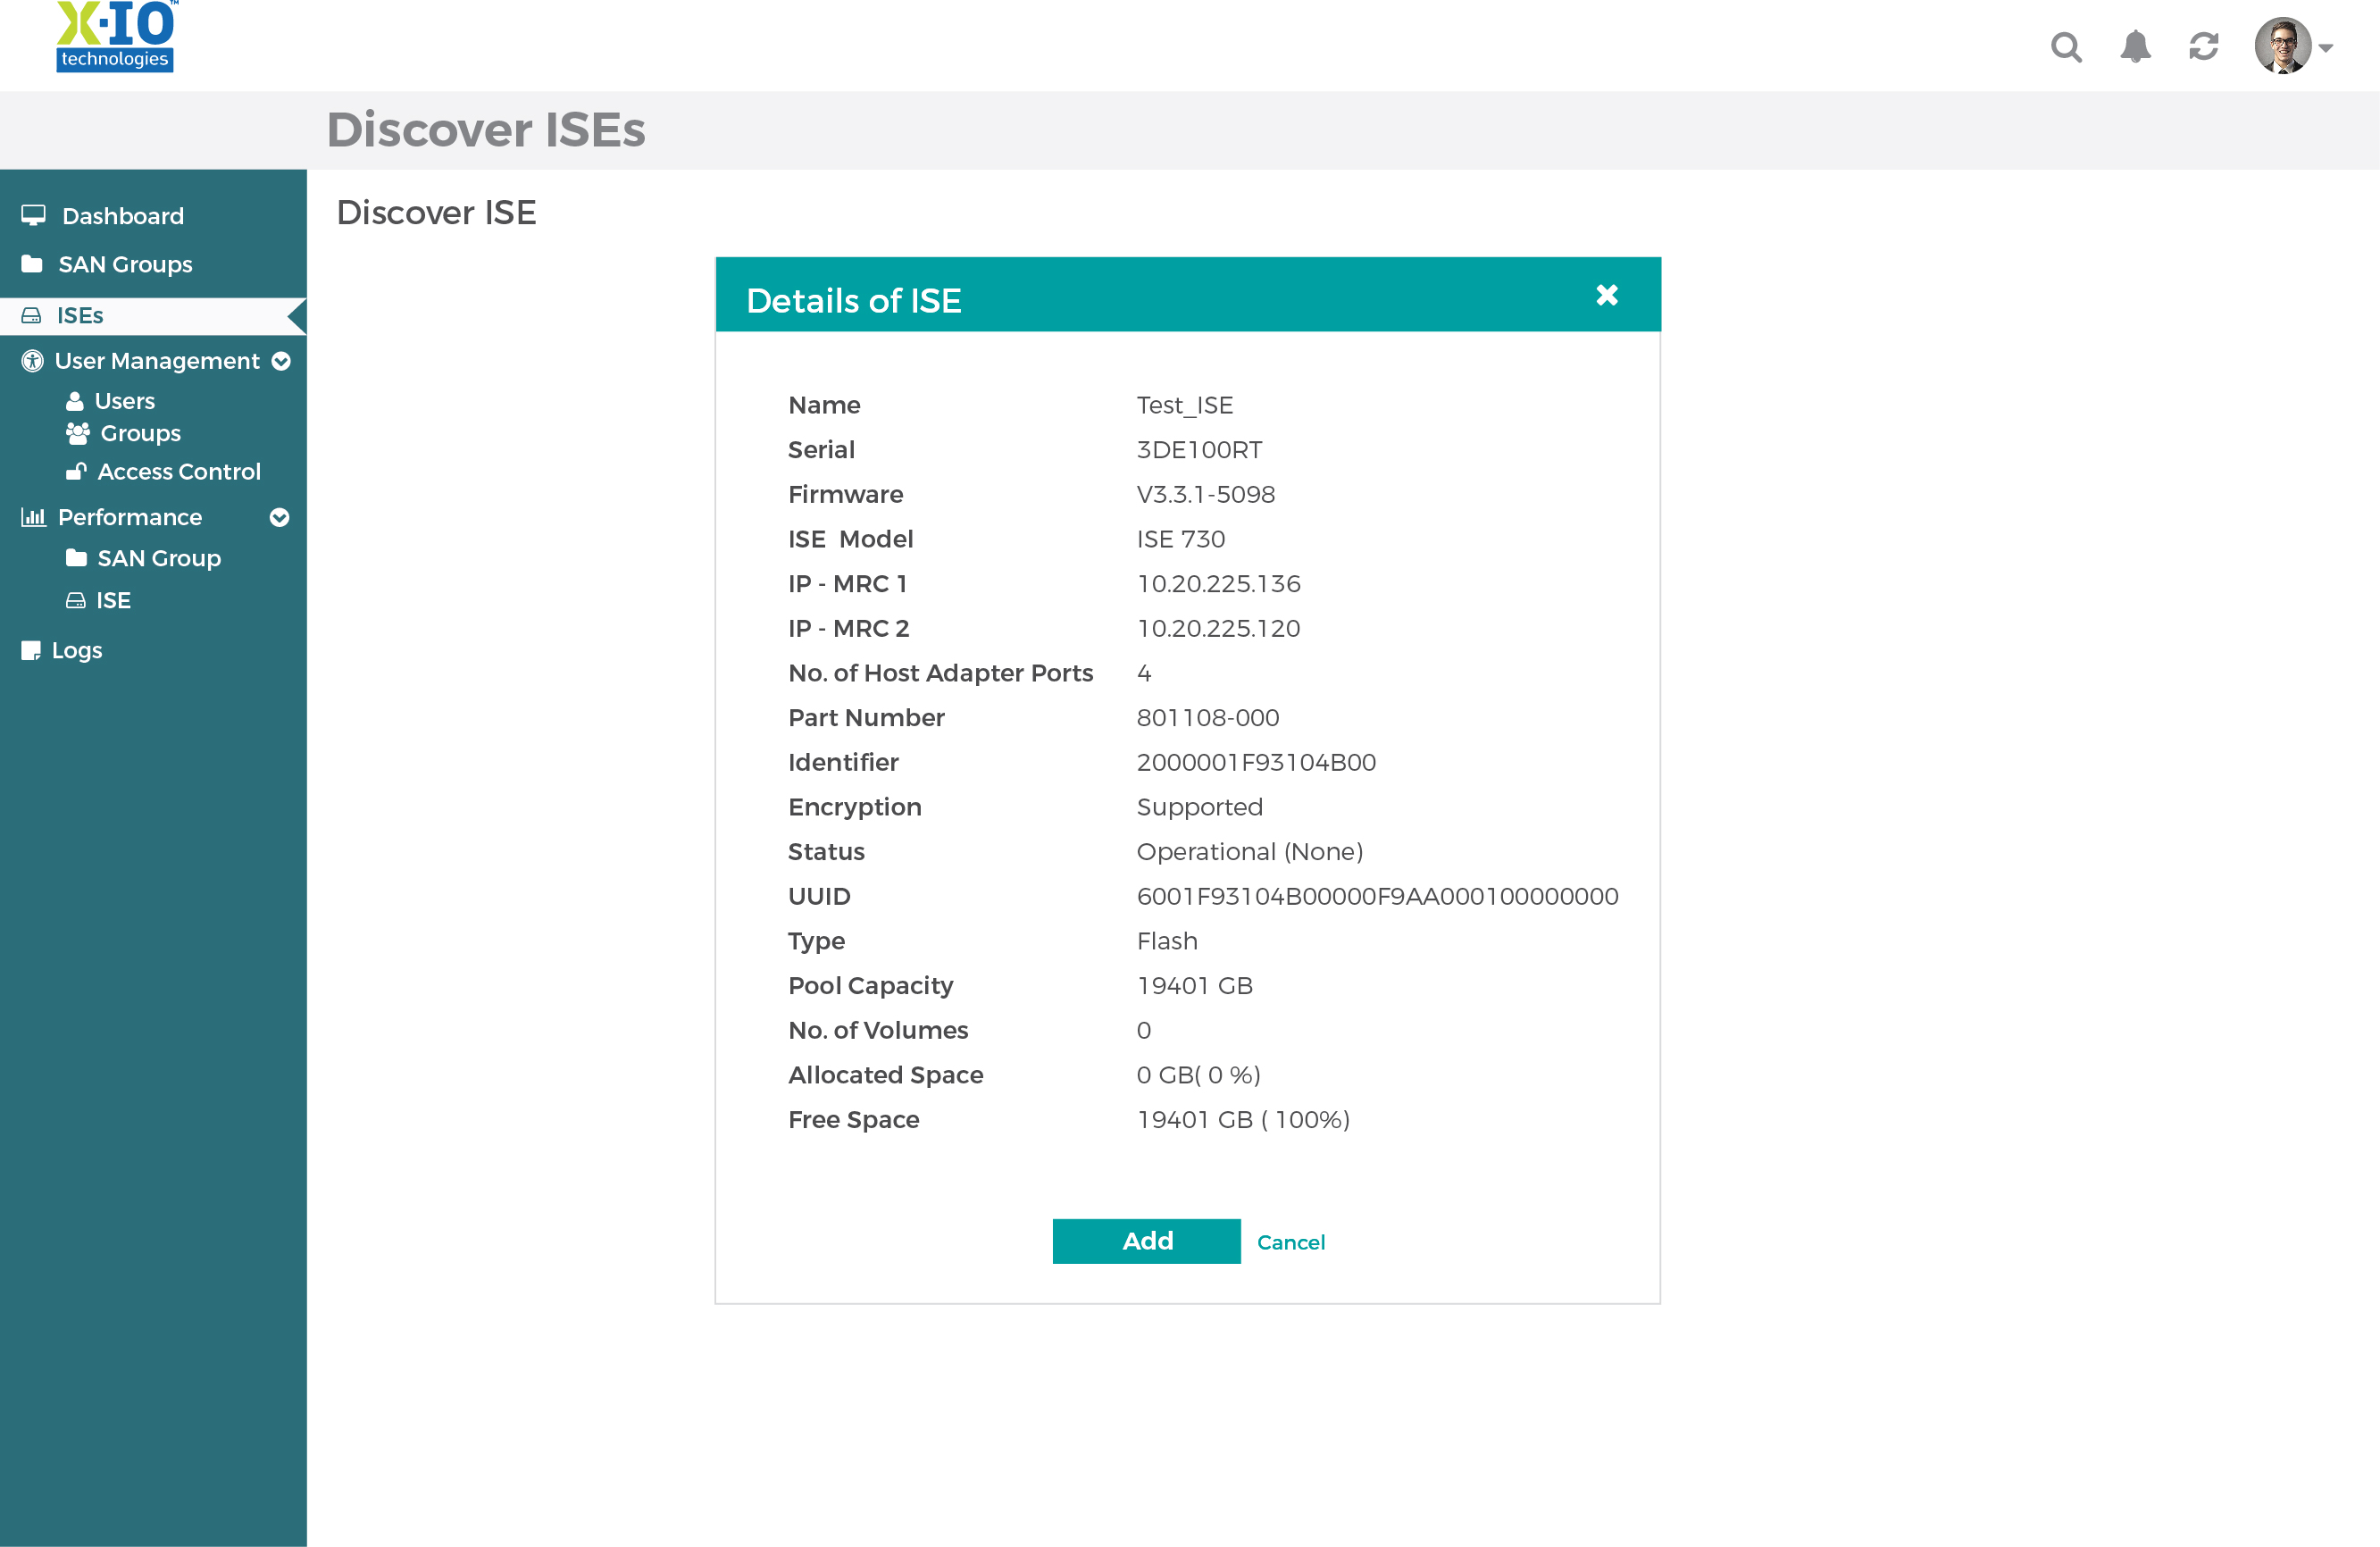 X-IO™
technologies
Discover ISEs
Dashboard
SAN Groups
ISEs
User Management
Users
Groups
Access Control
Performance
SAN Group
ISE
Logs
Discover ISE
Details of ISE
Name Test_ISE
Serial 3DE100RT
Firmware V3.3.1-5098
ISE  Model ISE 730
IP - MRC 1 10.20.225.136
IP - MRC 2 10.20.225.120
No. of Host Adapter Ports 4
Part Number 801108-000
Identifier 2000001F93104B00
Encryption Supported
Status Operational (None)
UUID 6001F93104B00000F9AA000100000000
Type Flash
Pool Capacity 19401 GB
No. of Volumes 0
Allocated Space 0 GB( 0 %)
Free Space 19401 GB ( 100%)
Add Cancel